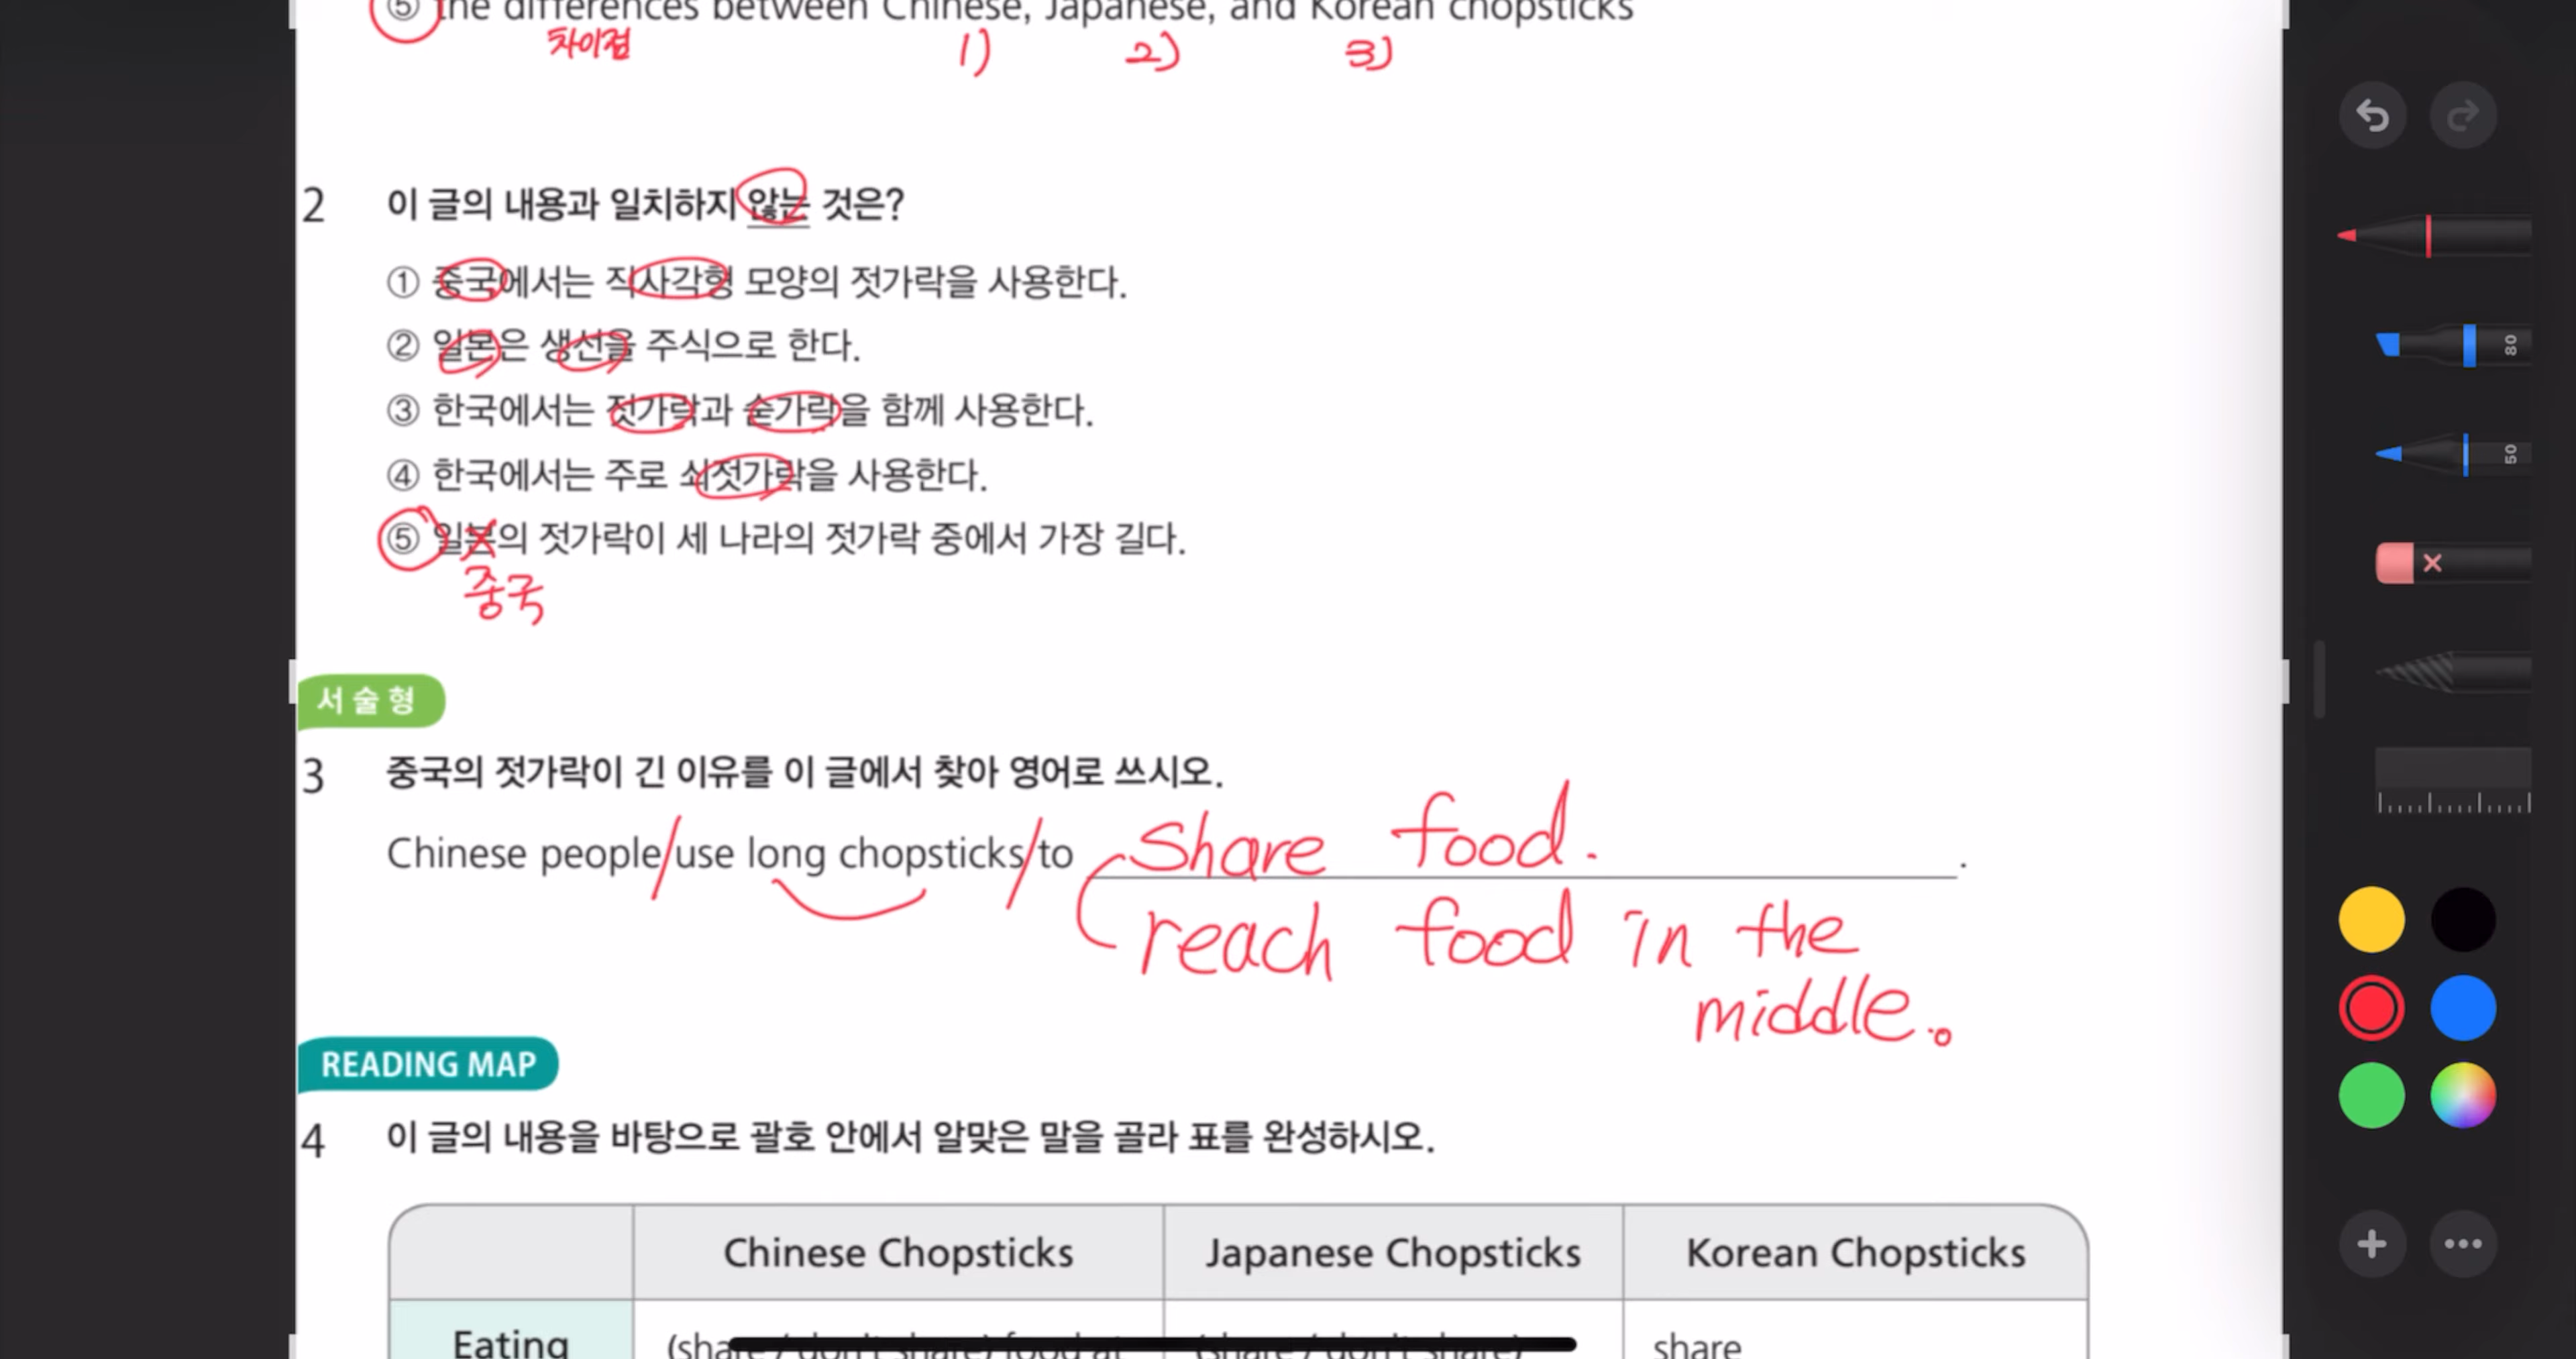 ⑤ the differences between Chinese, Japanese, and Korean chopsticks
차이점 1) 2) 3)
2 이 글의 내용과 일치하지 않는 것은?
① 중국에서는 직사각형 모양의 젓가락을 사용한다.
② 일본은 생선을 주식으로 한다.
③ 한국에서는 젓가락과 숟가락을 함께 사용한다.
④ 한국에서는 주로 쇠젓가락을 사용한다.
⑤ 일본의 젓가락이 세 나라의 젓가락 중에서 가장 길다.
중국
서술형
3 중국의 젓가락이 긴 이유를 이 글에서 찾아 영어로 쓰시오.
Chinese people / use long chopsticks / to share food.
reach food in the
middle.
READING MAP
4 이 글의 내용을 바탕으로 괄호 안에서 알맞은 말을 골라 표를 완성하시오.
Chinese Chopsticks Japanese Chopsticks Korean Chopsticks
Eating share
80
50